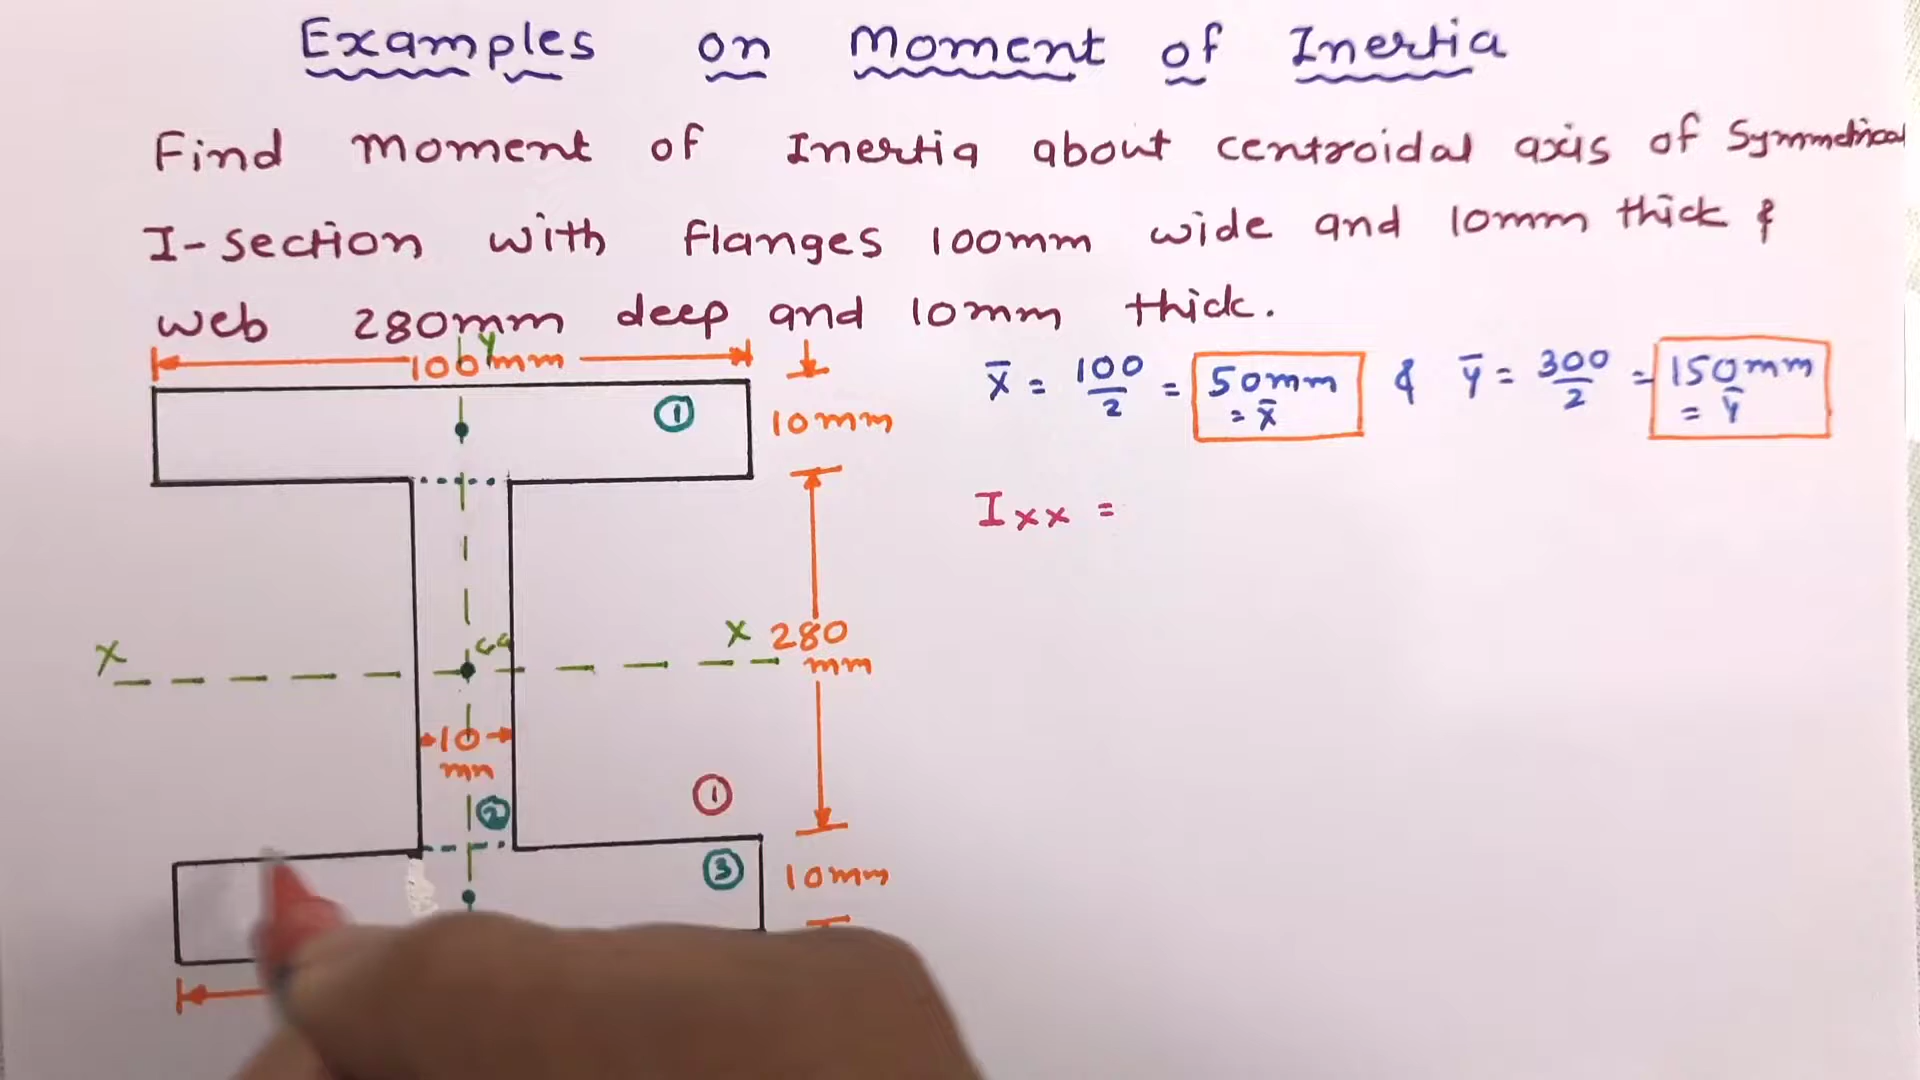 Examples on Moment of Inertia
Find Moment of Inertia about centroidal axis of Symmetrical
I-section with flanges 100mm wide and 10mm thick &
web 280mm deep and 10mm thick.
y
100mm
x̄ = 100/2 = 50mm = x̄ & ȳ = 300/2 = 150mm = ȳ
① 10mm
Ixx =
x x 280
CG mm
10
mm
①
②
③ 10mm